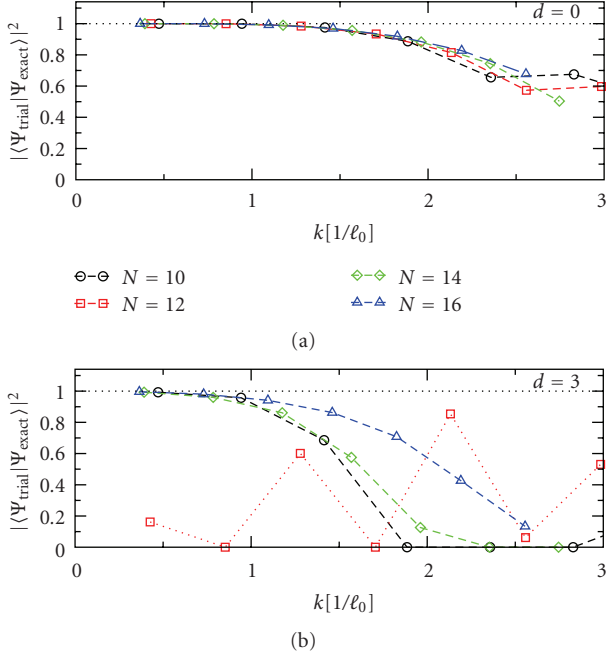 d = 0
1
0.8
0.6
0.4
0.2
0
|⟨Ψtrial|Ψexact⟩|²
0 1 2 3
k[1/ℓ0]
N = 10 N = 14
N = 12 N = 16
(a)
d = 3
1
0.8
0.6
0.4
0.2
0
|⟨Ψtrial|Ψexact⟩|²
0 1 2 3
k[1/ℓ0]
(b)